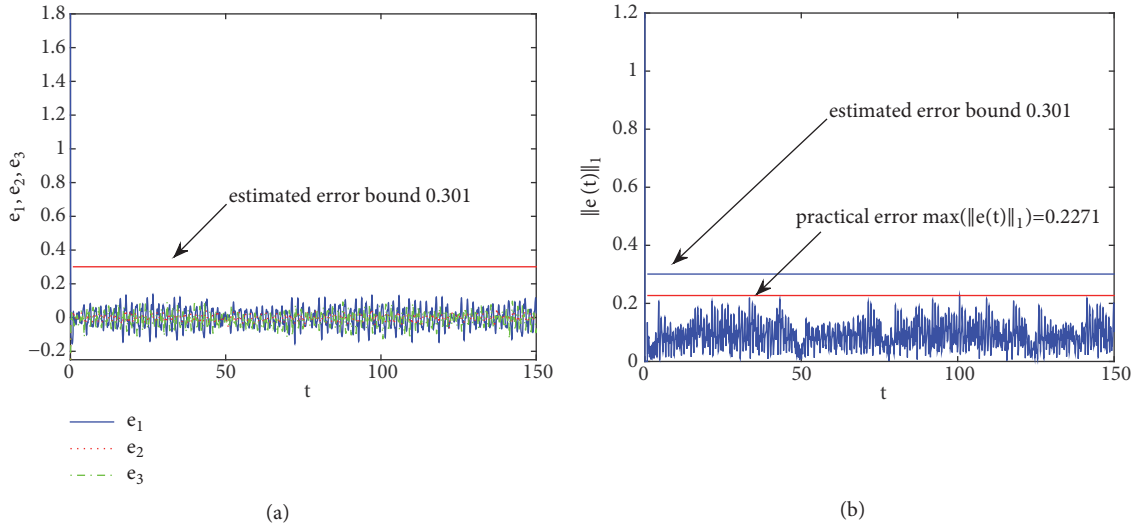 1.8
1.6
1.4
1.2
1
0.8
0.6
0.4
0.2
0
−0.2
e1, e2, e3
estimated error bound 0.301
0 50 100 150
t
e1
e2
e3
(a)
1.2
1
0.8
0.6
0.4
0.2
0
‖e (t)‖1
estimated error bound 0.301
practical error max(‖e(t)‖1)=0.2271
0 50 100 150
t
(b)